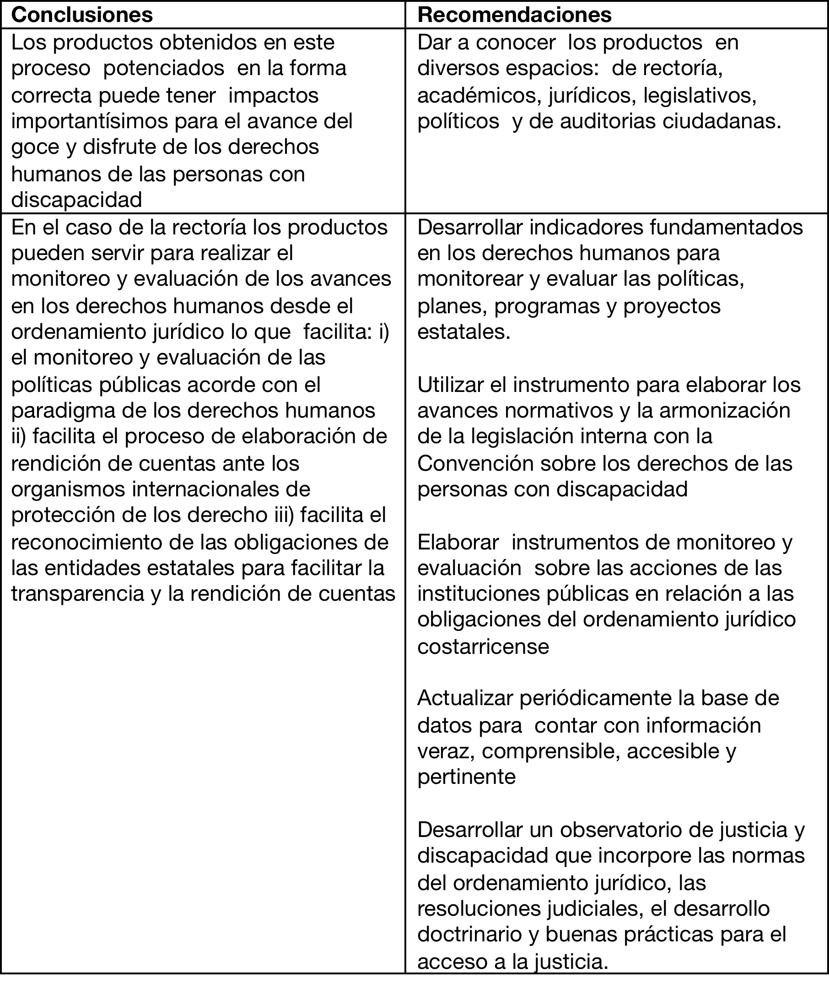 Conclusiones
Recomendaciones
Los productos obtenidos en este
proceso  potenciados  en la forma
correcta puede tener  impactos
importantísimos para el avance del
goce y disfrute de los derechos
humanos de las personas con
discapacidad
Dar a conocer  los productos  en
diversos espacios:  de rectoría,
académicos, jurídicos, legislativos,
políticos  y de auditorias ciudadanas.
En el caso de la rectoría los productos
pueden servir para realizar el
monitoreo y evaluación de los avances
en los derechos humanos desde el
ordenamiento jurídico lo que  facilita: i)
el monitoreo y evaluación de las
políticas públicas acorde con el
paradigma de los derechos humanos
ii) facilita el proceso de elaboración de
rendición de cuentas ante los
organismos internacionales de
protección de los derecho iii) facilita el
reconocimiento de las obligaciones de
las entidades estatales para facilitar la
transparencia y la rendición de cuentas
Desarrollar indicadores fundamentados
en los derechos humanos para
monitorear y evaluar las políticas,
planes, programas y proyectos
estatales.
Utilizar el instrumento para elaborar los
avances normativos y la armonización
de la legislación interna con la
Convención sobre los derechos de las
personas con discapacidad
Elaborar  instrumentos de monitoreo y
evaluación  sobre las acciones de las
instituciones públicas en relación a las
obligaciones del ordenamiento jurídico
costarricense
Actualizar periódicamente la base de
datos para  contar con información
veraz, comprensible, accesible y
pertinente
Desarrollar un observatorio de justicia y
discapacidad que incorpore las normas
del ordenamiento jurídico, las
resoluciones judiciales, el desarrollo
doctrinario y buenas prácticas para el
acceso a la justicia.